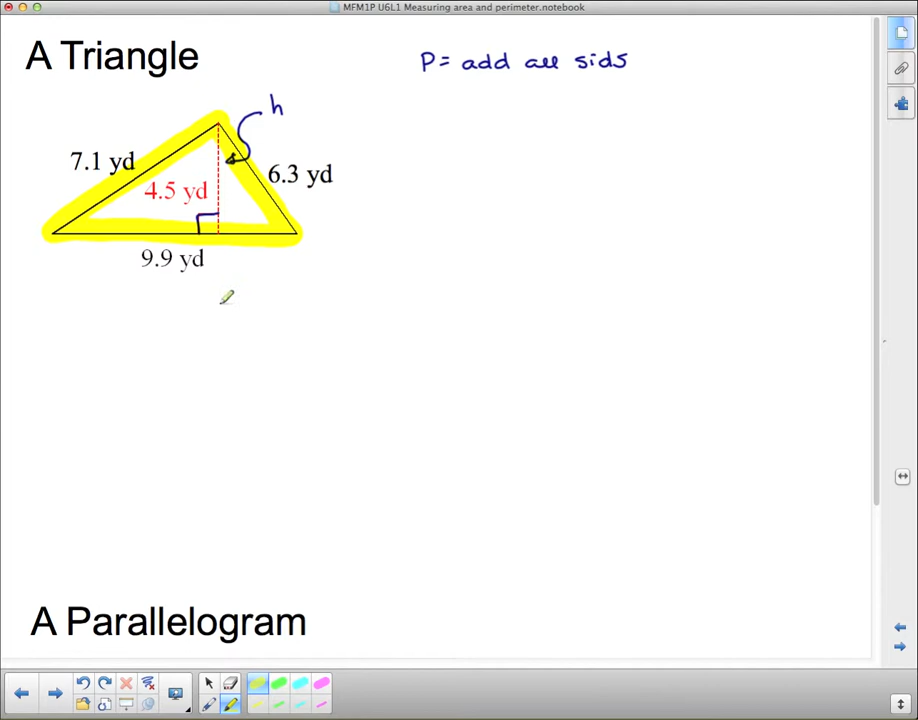 MFM1P U6L1 Measuring area and perimeter.notebook
A Triangle
P= add all sids
h
7.1 yd
6.3 yd
4.5 yd
9.9 yd
A Parallelogram